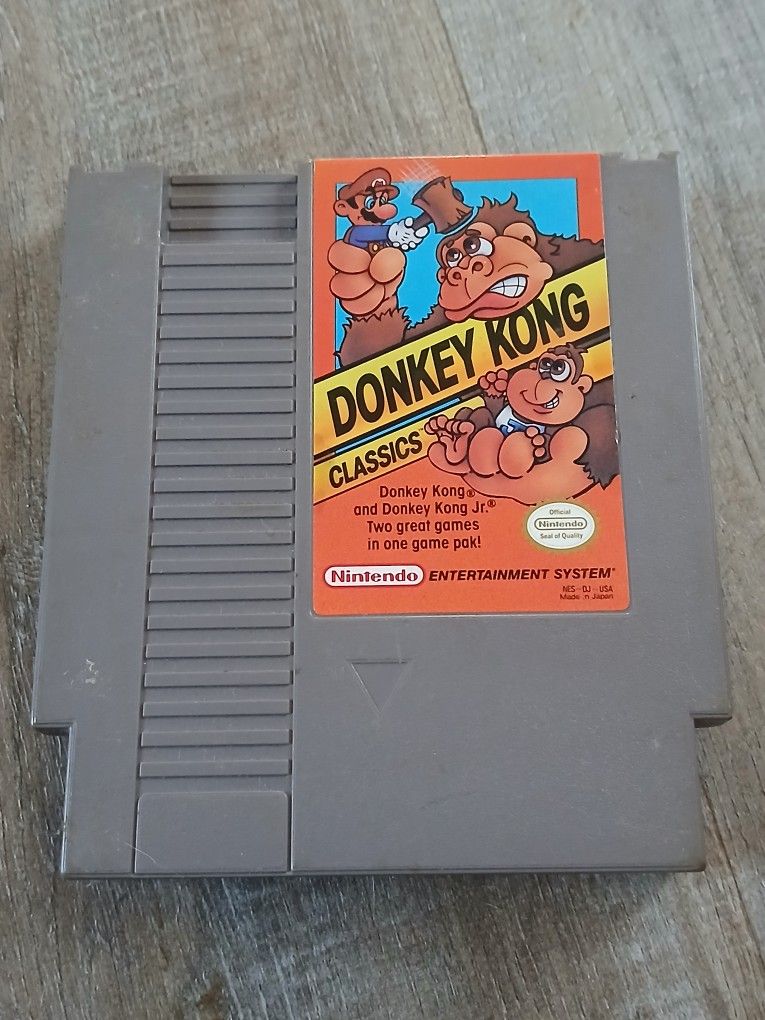 DONKEY KONG
CLASSICS
Donkey Kong®
and Donkey Kong Jr.®
Two great games
in one game pak!
Official
Nintendo
Seal of Quality
Nintendo ENTERTAINMENT SYSTEM
NES-DJ-USA
Made in Japan